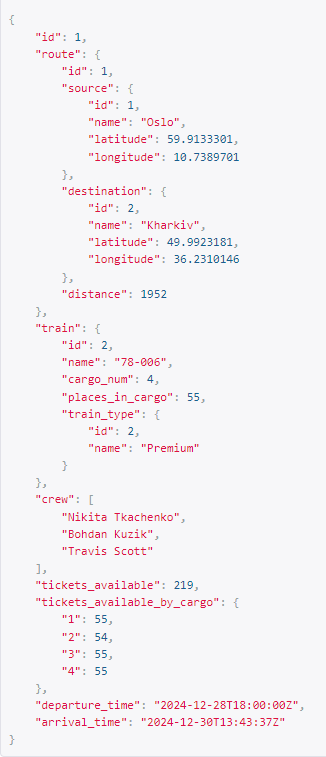 {
    "id": 1,
    "route": {
        "id": 1,
        "source": {
            "id": 1,
            "name": "Oslo",
            "latitude": 59.9133301,
            "longitude": 10.7389701
        },
        "destination": {
            "id": 2,
            "name": "Kharkiv",
            "latitude": 49.9923181,
            "longitude": 36.2310146
        },
        "distance": 1952
    },
    "train": {
        "id": 2,
        "name": "78-006",
        "cargo_num": 4,
        "places_in_cargo": 55,
        "train_type": {
            "id": 2,
            "name": "Premium"
        }
    },
    "crew": [
        "Nikita Tkachenko",
        "Bohdan Kuzik",
        "Travis Scott"
    ],
    "tickets_available": 219,
    "tickets_available_by_cargo": {
        "1": 55,
        "2": 54,
        "3": 55,
        "4": 55
    },
    "departure_time": "2024-12-28T18:00:00Z",
    "arrival_time": "2024-12-30T13:43:37Z"
}